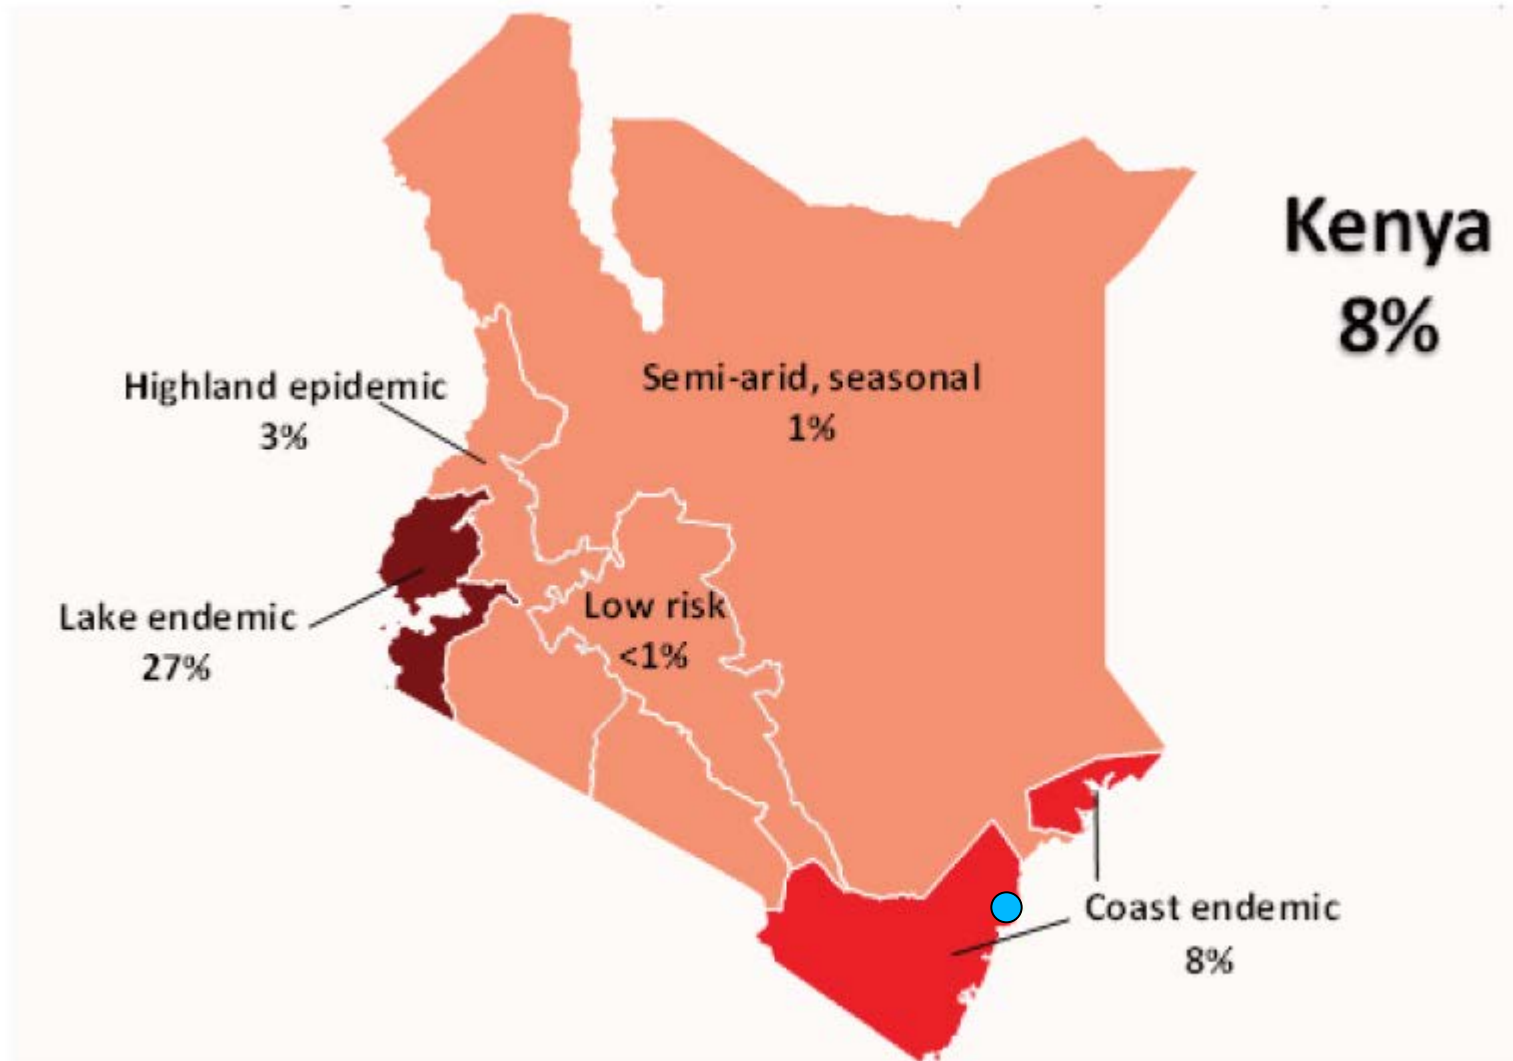 Kenya
8%
Highland epidemic
3%
Semi-arid, seasonal
1%
Lake endemic
27%
Low risk
<1%
Coast endemic
8%